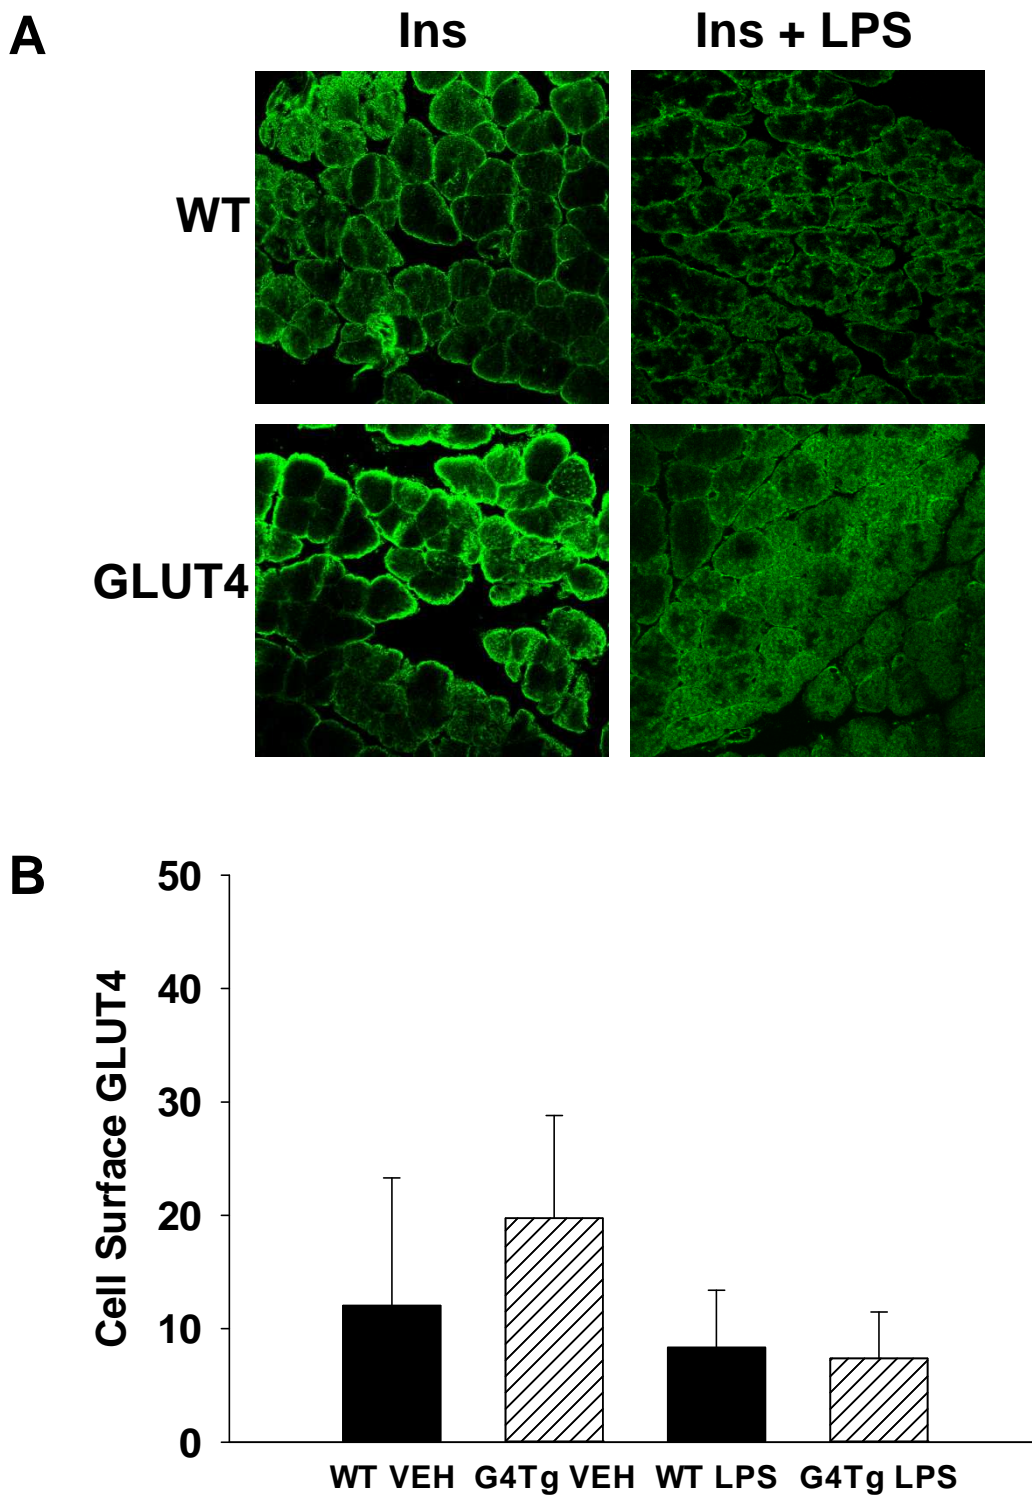 A
Ins
Ins + LPS
WT
GLUT4
B
50
40
30
20
10
0
Cell Surface GLUT4
WT VEH
G4Tg VEH
WT LPS
G4Tg LPS